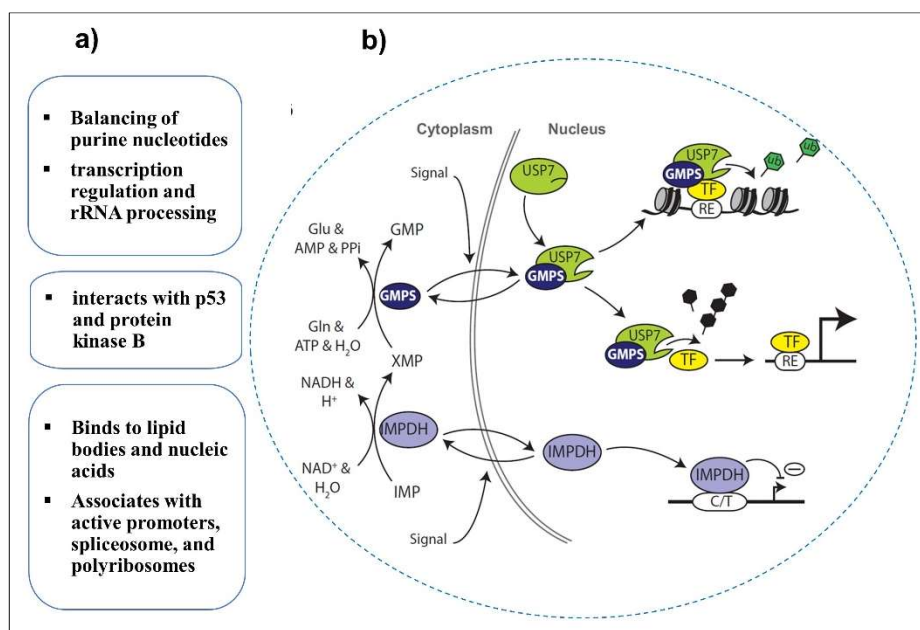 a)
▪ Balancing of
purine nucleotides
▪ transcription
regulation and
rRNA processing
▪ interacts with p53
and protein
kinase B
▪ Binds to lipid
bodies and nucleic
acids
▪ Associates with
active promoters,
spliceosome, and
polyribosomes
b)
Cytoplasm
Nucleus
Signal
USP7
USP7
GMPS
TF
RE
ub
ub
Glu &
AMP & PPi
GMP
GMPS
USP7
GMPS
Gln &
ATP & H₂O
XMP
USP7
GMPS
TF
TF
RE
NADH &
H⁺
IMPDH
IMPDH
NAD⁺ &
H₂O
IMP
IMPDH
C/T
Signal